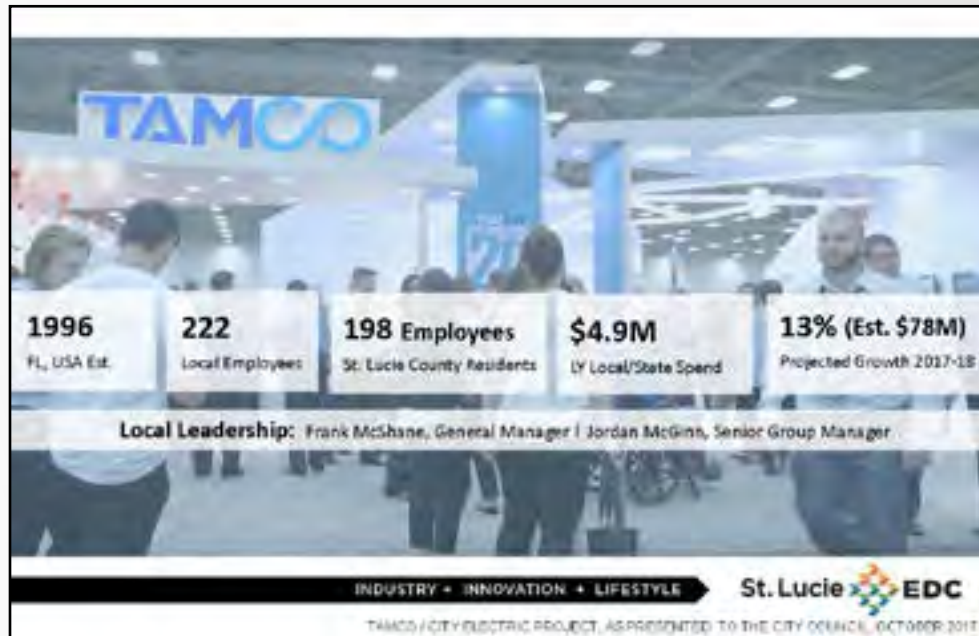 TAMCO
20
1996
FL, USA Est.
222
Local Employees
198 Employees
St. Lucie County Residents
$4.9M
LY Local/State Spend
13% (Est. $78M)
Projected Growth 2017-18
Local Leadership: Frank McShane, General Manager | Jordan McGinn, Senior Group Manager
INDUSTRY + INNOVATION + LIFESTYLE
St. Lucie EDC
TAMCO / CITY ELECTRIC PROJECT, AS PRESENTED TO THE CITY COUNCIL, OCTOBER